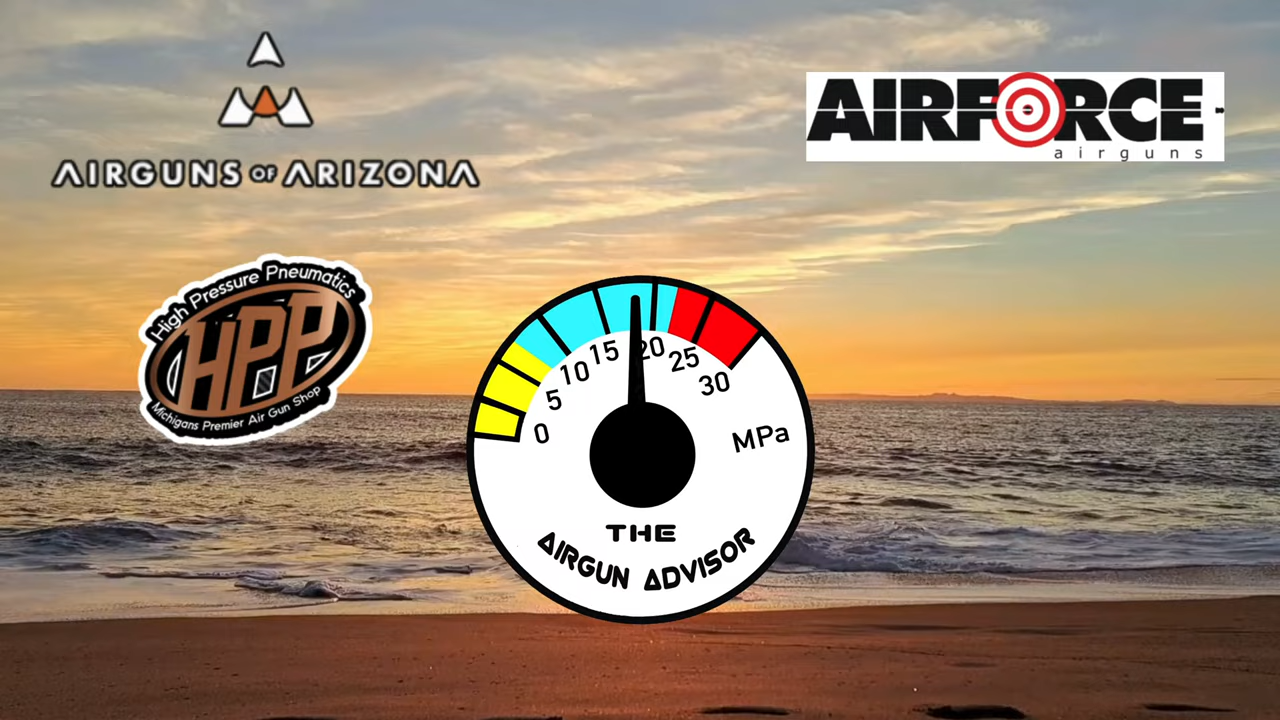 AIRGUNS OF ARIZONA
AIRFORCE
airguns
High Pressure Pneumatics
HPP
Michigans Premier Air Gun Shop
0
5
10
15
20
25
30
MPa
THE
AIRGUN ADVISOR